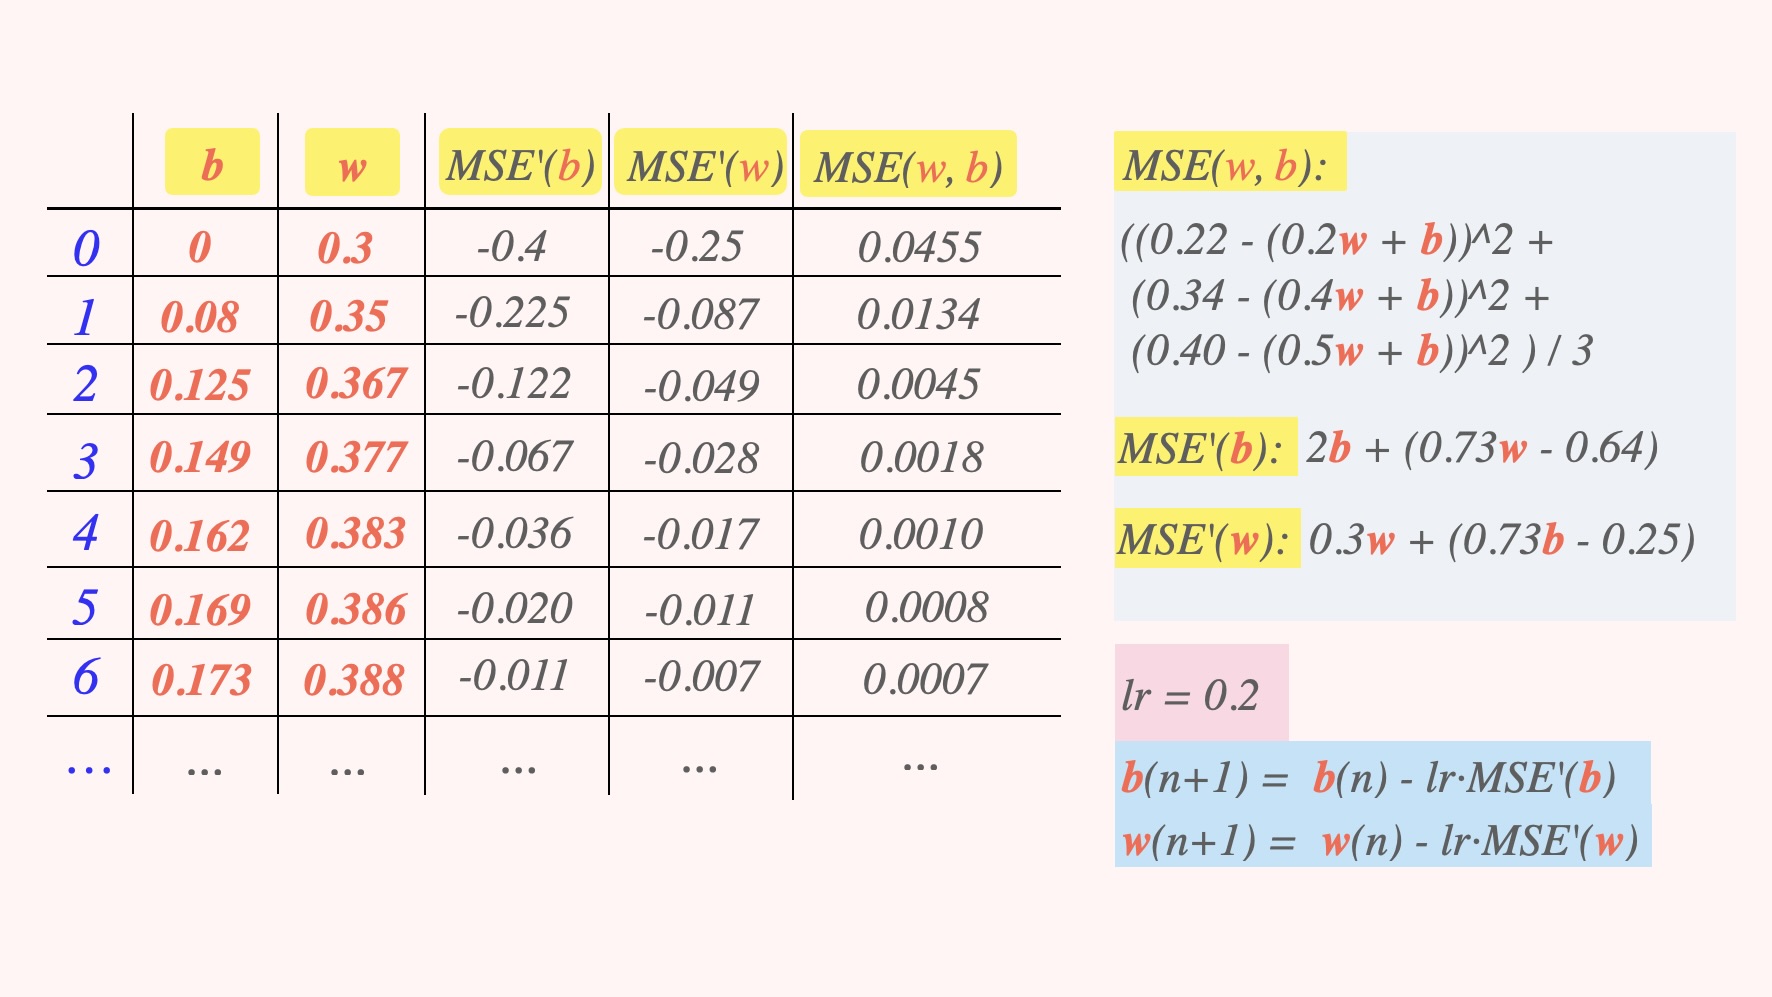 b w MSE'(b) MSE'(w) MSE(w, b)
0 0 0.3 -0.4 -0.25 0.0455
1 0.08 0.35 -0.225 -0.087 0.0134
2 0.125 0.367 -0.122 -0.049 0.0045
3 0.149 0.377 -0.067 -0.028 0.0018
4 0.162 0.383 -0.036 -0.017 0.0010
5 0.169 0.386 -0.020 -0.011 0.0008
6 0.173 0.388 -0.011 -0.007 0.0007
... ... ... ... ... ...
MSE(w, b):
((0.22 - (0.2w + b))^2 +
(0.34 - (0.4w + b))^2 +
(0.40 - (0.5w + b))^2 ) / 3
MSE'(b): 2b + (0.73w - 0.64)
MSE'(w): 0.3w + (0.73b - 0.25)
lr = 0.2
b(n+1) = b(n) - lr·MSE'(b)
w(n+1) = w(n) - lr·MSE'(w)